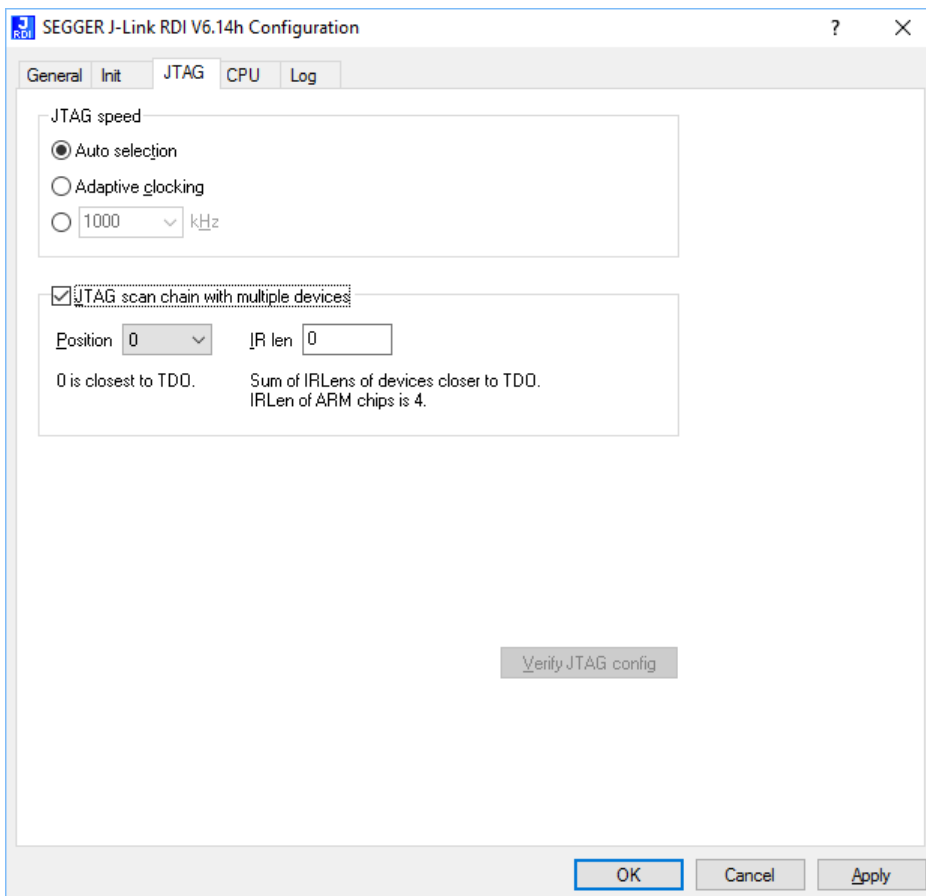 J RDI SEGGER J-Link RDI V6.14h Configuration ?
General Init JTAG CPU Log
JTAG speed
Auto selection
Adaptive clocking
1000 kHz
JTAG scan chain with multiple devices
Position 0 IR len 0
0 is closest to TDO. Sum of IRLens of devices closer to TDO.
IRLen of ARM chips is 4.
Verify JTAG config
OK Cancel Apply